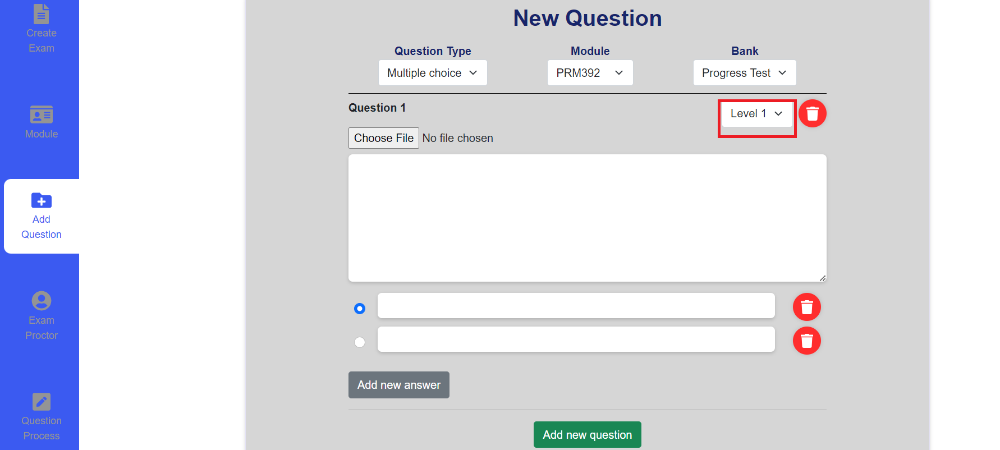 Create
Exam
Module
Add
Question
Exam
Proctor
Question
Process
New Question
Question Type
Module
Bank
Multiple choice
PRM392
Progress Test
Question 1
Level 1
Choose File No file chosen
Add new answer
Add new question